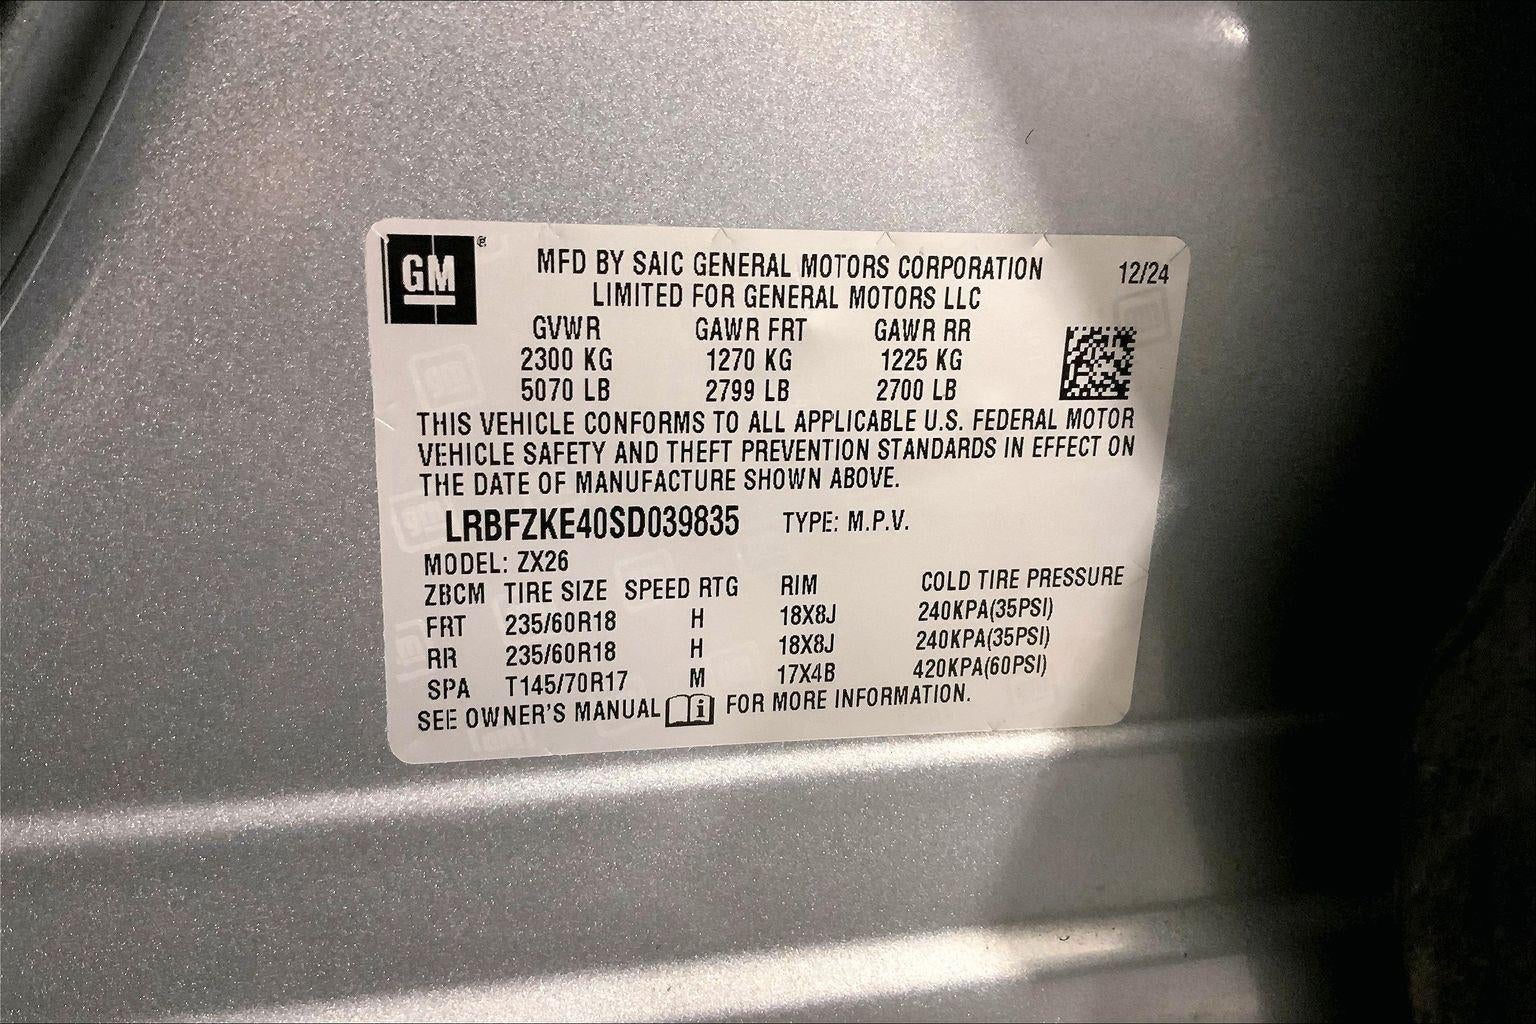 GM
MFD BY SAIC GENERAL MOTORS CORPORATION 12/24
LIMITED FOR GENERAL MOTORS LLC
GVWR GAWR FRT GAWR RR
2300 KG 1270 KG 1225 KG
5070 LB 2799 LB 2700 LB
THIS VEHICLE CONFORMS TO ALL APPLICABLE U.S. FEDERAL MOTOR
VEHICLE SAFETY AND THEFT PREVENTION STANDARDS IN EFFECT ON
THE DATE OF MANUFACTURE SHOWN ABOVE.
LRBFZKE40SD039835 TYPE: M.P.V.
MODEL: ZX26
ZBCM TIRE SIZE SPEED RTG RIM COLD TIRE PRESSURE
FRT 235/60R18 H 18X8J 240KPA(35PSI)
RR 235/60R18 H 18X8J 240KPA(35PSI)
SPA T145/70R17 M 17X4B 420KPA(60PSI)
SEE OWNER'S MANUAL i FOR MORE INFORMATION.